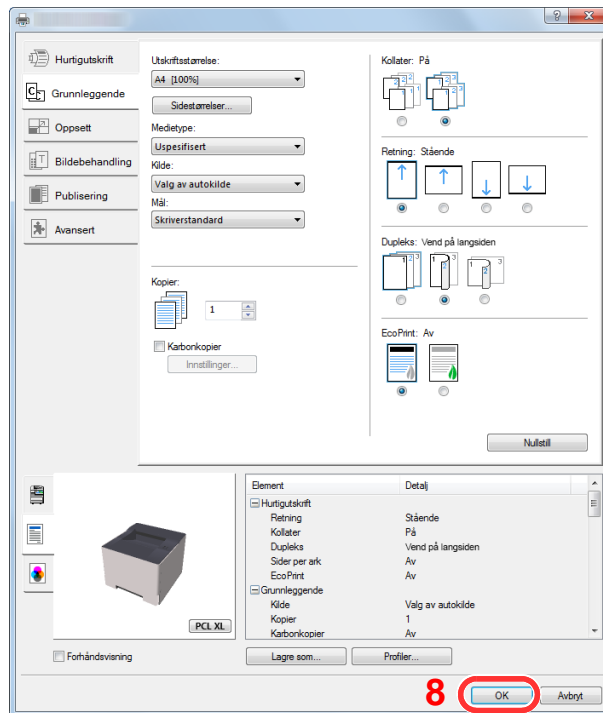 Hurtigutskrift
Grunnleggende
Oppsett
Bildebehandling
Publisering
Avansert
Utskriftsstørrelse:
A4 [100%]
Sidestørrelser...
Medietype:
Uspesifisert
Kilde:
Valg av autokilde
Mål:
Skriverstandard
Kopier:
1
Karbonkopier
Innstillinger...
Kollater: På
Retning: Stående
Dupleks: Vend på langsiden
EcoPrint: Av
Nullstill
PCL XL
Forhåndsvisning
Element Detalj
Hurtigutskrift
Retning Stående
Kollater På
Dupleks Vend på langsiden
Sider per ark Av
EcoPrint Av
Grunnleggende
Kilde Valg av autokilde
Kopier 1
Karbonkopier Av
Lagre som... Profiler...
8 OK Avbryt